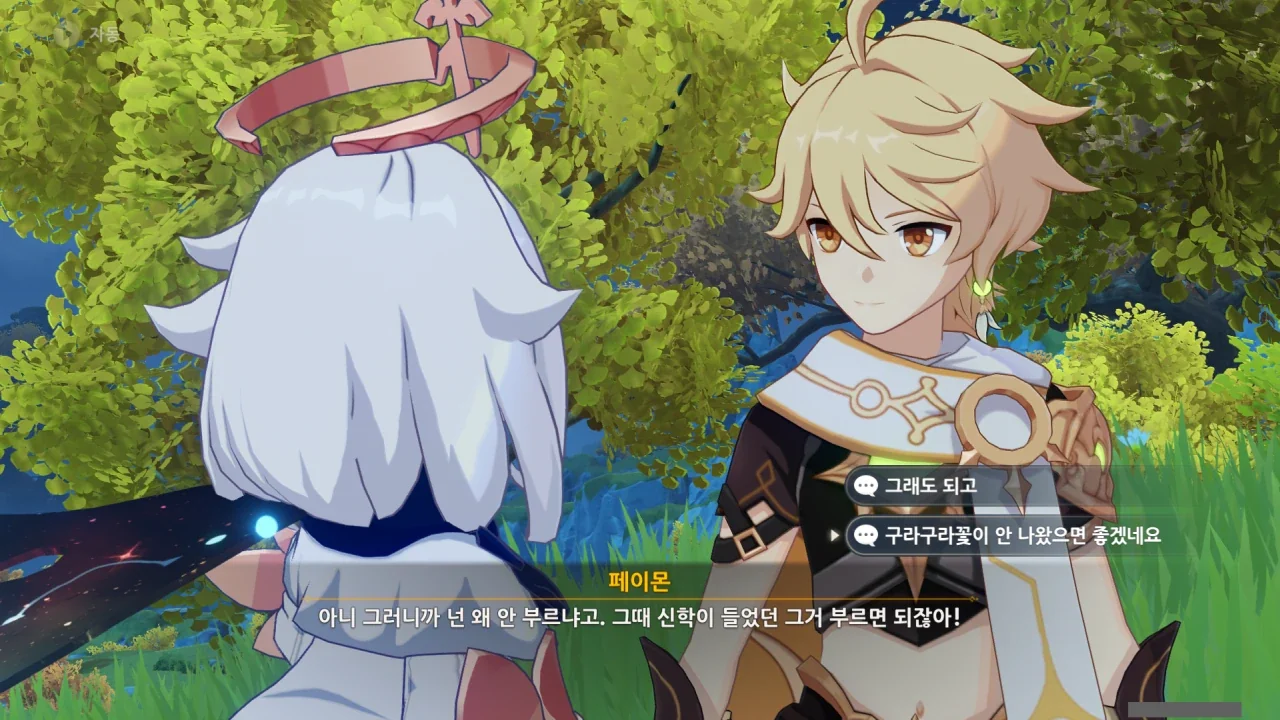 자동
그래도 되고
구라구라꽃이 안 나왔으면 좋겠네요
페이몬
아니 그러니까 넌 왜 안 부르냐고. 그때 신학이 들었던 그거 부르면 되잖아!